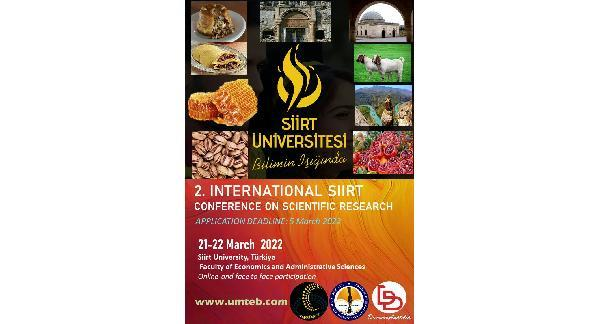 SİİRT
ÜNİVERSİTESİ
Bilimin Işığında
2. INTERNATIONAL SIIRT
CONFERENCE ON SCIENTIFIC RESEARCH
APPLICATION DEADLINE: 5 March 2022
21-22 March 2022
Siirt University, Türkiya
Faculty of Economics and Administrative Sciences
Online and face to face participation
www.umteb.com